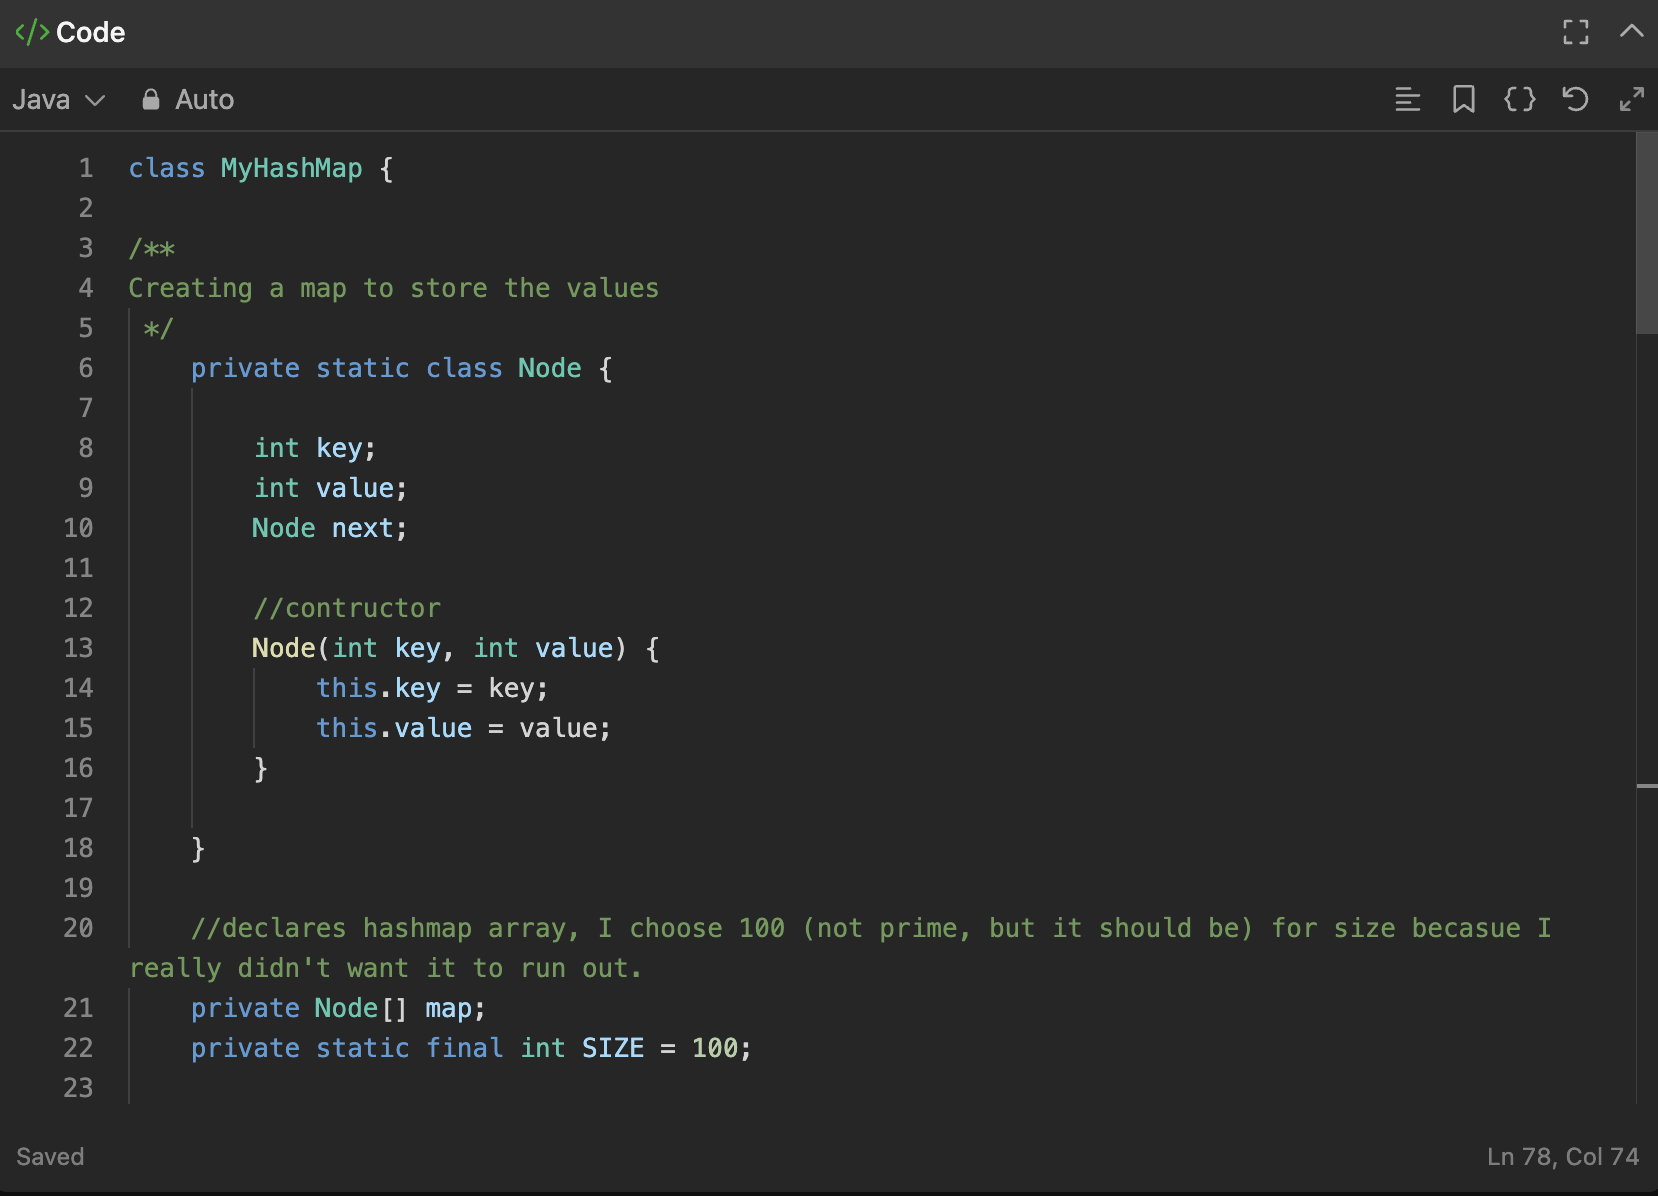 </> Code
Java Auto
1 class MyHashMap {
2
3 /**
4 Creating a map to store the values
5 */
6 private static class Node {
7
8 int key;
9 int value;
10 Node next;
11
12 //contructor
13 Node(int key, int value) {
14 this.key = key;
15 this.value = value;
16 }
17
18 }
19
20 //declares hashmap array, I choose 100 (not prime, but it should be) for size becasue I
really didn't want it to run out.
21 private Node[] map;
22 private static final int SIZE = 100;
23
Saved Ln 78, Col 74